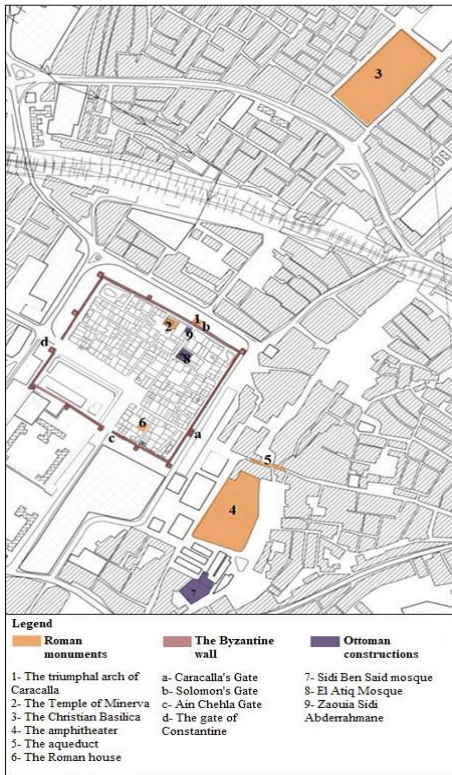 3
1
b
2
9
d
8
6
a
c
5
4
7
Legend
Roman monuments
The Byzantine wall
Ottoman constructions
1- The triumphal arch of Caracalla
2- The Temple of Minerva
3- The Christian Basilica
4- The amphitheater
5- The aqueduct
6- The Roman house
a- Caracalla's Gate
b- Solomon's Gate
c- Ain Chehla Gate
d- The gate of Constantine
7- Sidi Ben Said mosque
8- El Atiq Mosque
9- Zaouia Sidi Abderrahmane